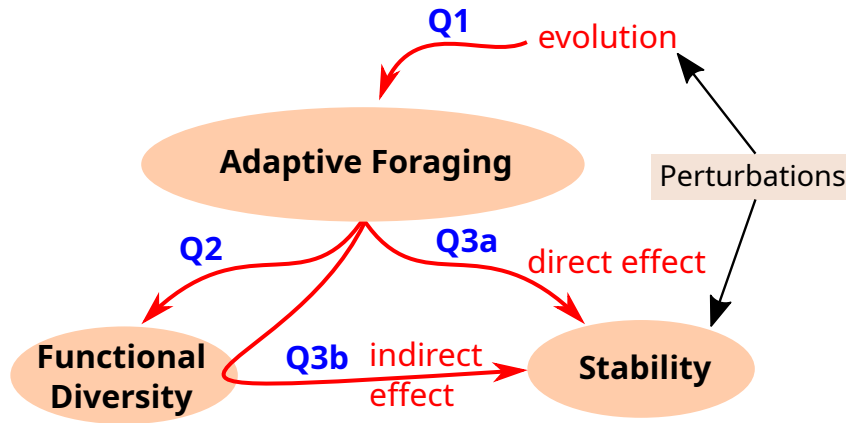 Q1
evolution
Adaptive Foraging
Perturbations
Q2
Q3a
direct effect
Functional
Diversity
Q3b
indirect
effect
Stability